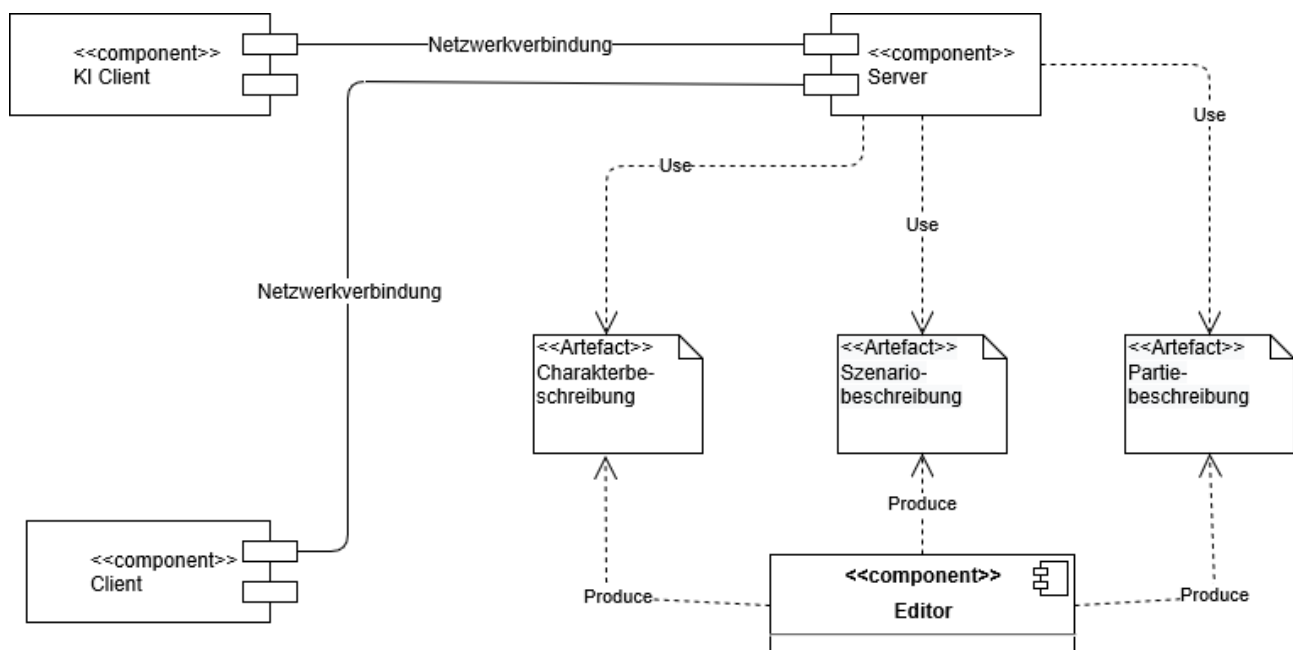 <<component>>
KI Client
Netzwerkverbindung
<<component>>
Server
Use
Use
Use
Netzwerkverbindung
<<Artefact>>
Charakterbe-
schreibung
<<Artefact>>
Szenario-
beschreibung
<<Artefact>>
Partie-
beschreibung
Produce
<<component>>
Client
<<component>>
Editor
Produce
Produce